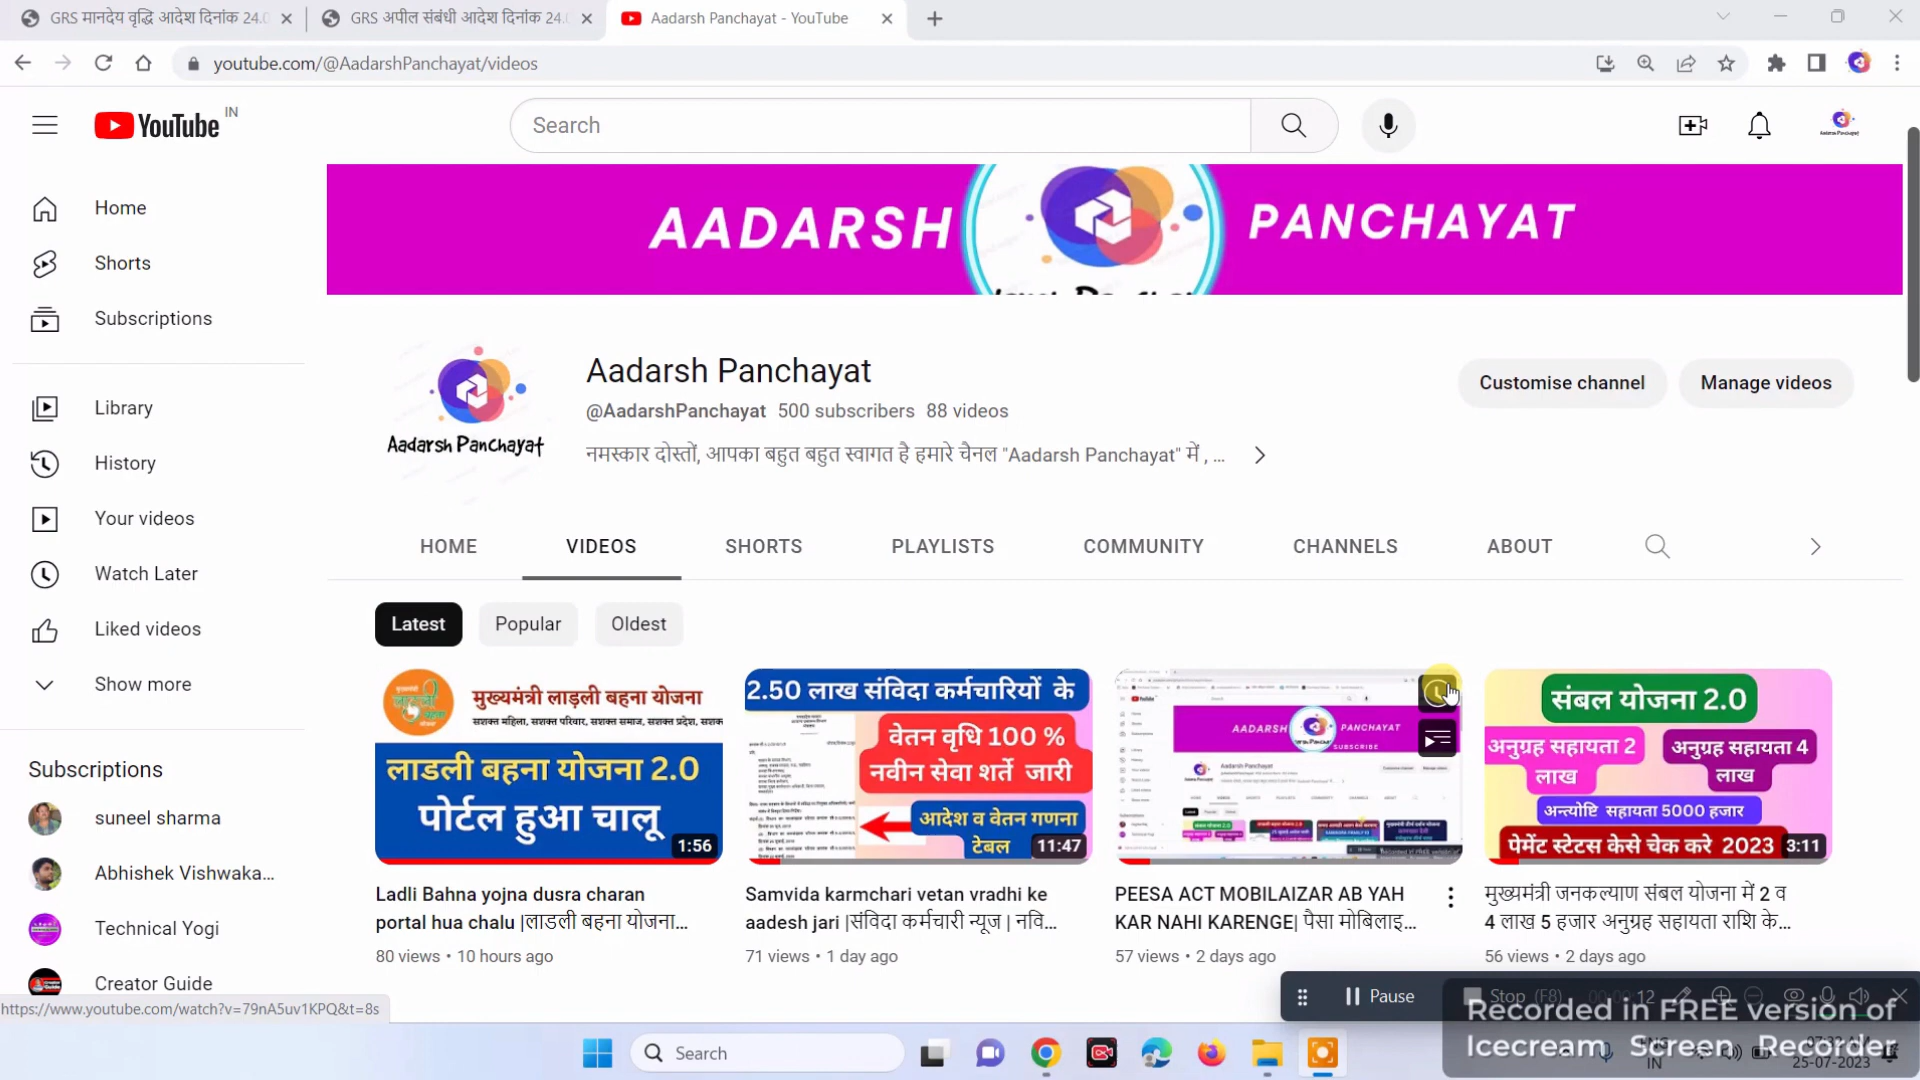 GRS मानदेय वृद्धि आदेश दिनांक 24.0
GRS अपील संबंधी आदेश दिनांक 24.0
Aadarsh Panchayat - YouTube
youtube.com/@AadarshPanchayat/videos
YouTube IN
Search
AADARSH PANCHAYAT
Home
Shorts
Subscriptions
Library
History
Your videos
Watch Later
Liked videos
Show more
Subscriptions
suneel sharma
Abhishek Vishwaka...
Technical Yogi
Creator Guide
Aadarsh Panchayat
Aadarsh Panchayat
@AadarshPanchayat 500 subscribers 88 videos
नमस्कार दोस्तों, आपका बहुत बहुत स्वागत है हमारे चैनल "Aadarsh Panchayat" में , ...
Customise channel
Manage videos
HOME VIDEOS SHORTS PLAYLISTS COMMUNITY CHANNELS ABOUT
Latest Popular Oldest
मुख्यमंत्री लाड़ली बहना योजना
सशक्त महिला, सशक्त परिवार, सशक्त समाज, सशक्त प्रदेश,
लाडली बहना योजना 2.0
पोर्टल हुआ चालू
1:56
Ladli Bahna yojna dusra charan
portal hua chalu |लाडली बहना योजना...
80 views • 10 hours ago
2.50 लाख संविदा कर्मचारियों के
वेतन वृधि 100 %
नवीन सेवा शर्ते जारी
आदेश व वेतन गणना
टेबल
11:47
Samvida karmchari vetan vradhi ke
aadesh jari |संविदा कर्मचारी न्यूज | नवि...
71 views • 1 day ago
AADARSH PANCHAYAT
SUBSCRIBE
PEESA ACT MOBILAIZAR AB YAH
KAR NAHI KARENGE| पैसा मोबिलाइ...
57 views • 2 days ago
संबल योजना 2.0
अनुग्रह सहायता 2
लाख
अनुग्रह सहायता 4
लाख
अन्त्योष्टि सहायता 5000 हजार
पेमेंट स्टेटस केसे चेक करे 2023
3:11
मुख्यमंत्री जनकल्याण संबल योजना में 2 व
4 लाख 5 हजार अनुग्रह सहायता राशि के...
56 views • 2 days ago
https://www.youtube.com/watch?v=79nA5uv1KPQ&t=8s
Pause
Stop (F8)
Recorded in FREE version of
Icecream Screen Recorder
Search
ENG
IN
25-07-2023